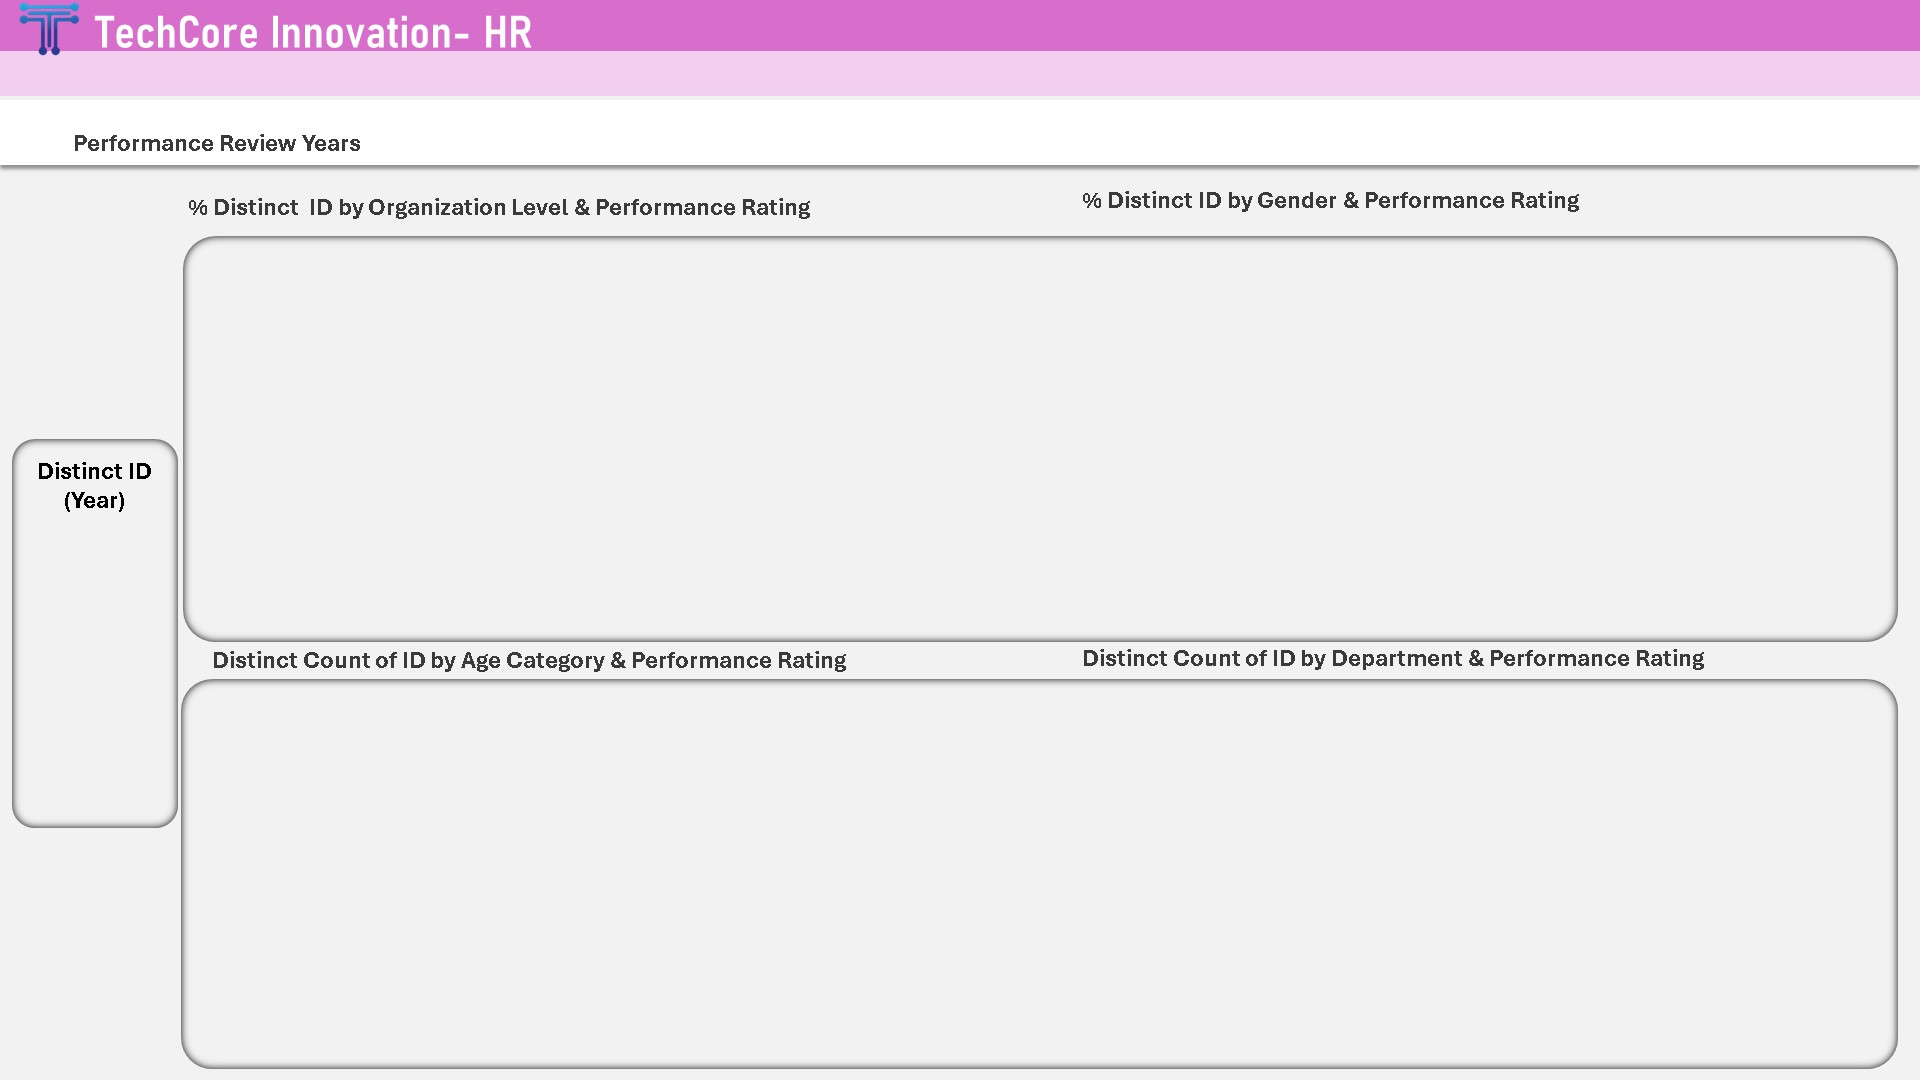 TechCore Innovation- HR
Performance Review Years
% Distinct  ID by Organization Level & Performance Rating
% Distinct ID by Gender & Performance Rating
Distinct ID
(Year)
Distinct Count of ID by Age Category & Performance Rating
Distinct Count of ID by Department & Performance Rating